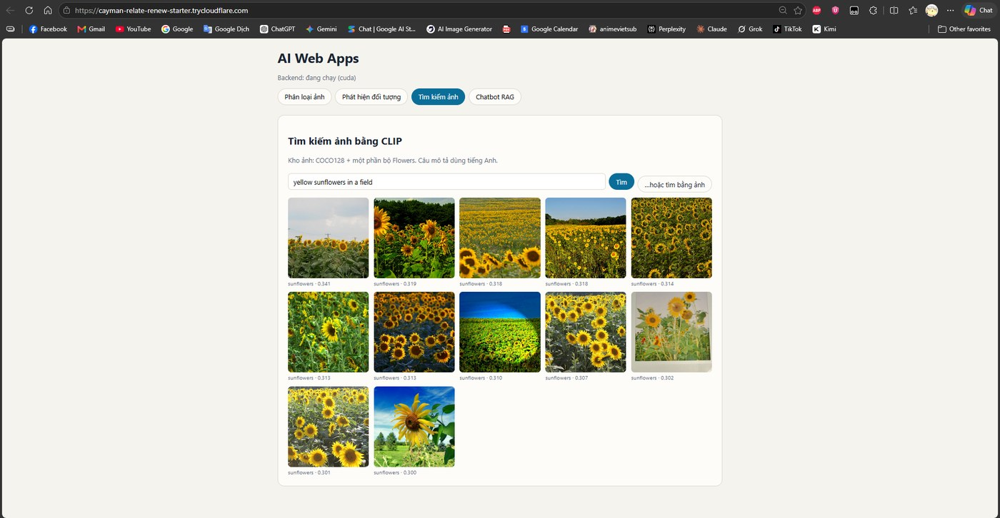 https://cayman-relate-renew-starter.trycloudflare.com
ABP
Chat
Facebook Gmail YouTube Google Google Dịch ChatGPT Gemini Chat | Google AI St... AI Image Generator Google Calendar animevietsub Perplexity Claude Grok TikTok Kimi Other favorites
AI Web Apps
Backend: đang chạy (cuda)
Phân loại ảnh Phát hiện đối tượng Tìm kiếm ảnh Chatbot RAG
Tìm kiếm ảnh bằng CLIP
Kho ảnh: COCO128 + một phần bộ Flowers. Câu mô tả dùng tiếng Anh.
yellow sunflowers in a field Tìm ...hoặc tìm bằng ảnh
sunflowers · 0.341 sunflowers · 0.319 sunflowers · 0.318 sunflowers · 0.318 sunflowers · 0.314
sunflowers · 0.313 sunflowers · 0.313 sunflowers · 0.310 sunflowers · 0.307 sunflowers · 0.302
sunflowers · 0.301 sunflowers · 0.300